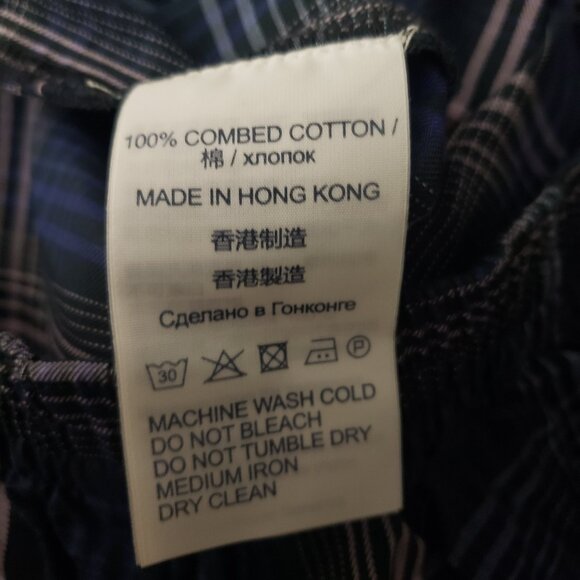 100% COMBED COTTON /
棉 / хлопок
MADE IN HONG KONG
香港制造
香港製造
Сделано в Гонконге
30 P
MACHINE WASH COLD
DO NOT BLEACH
DO NOT TUMBLE DRY
MEDIUM IRON
DRY CLEAN